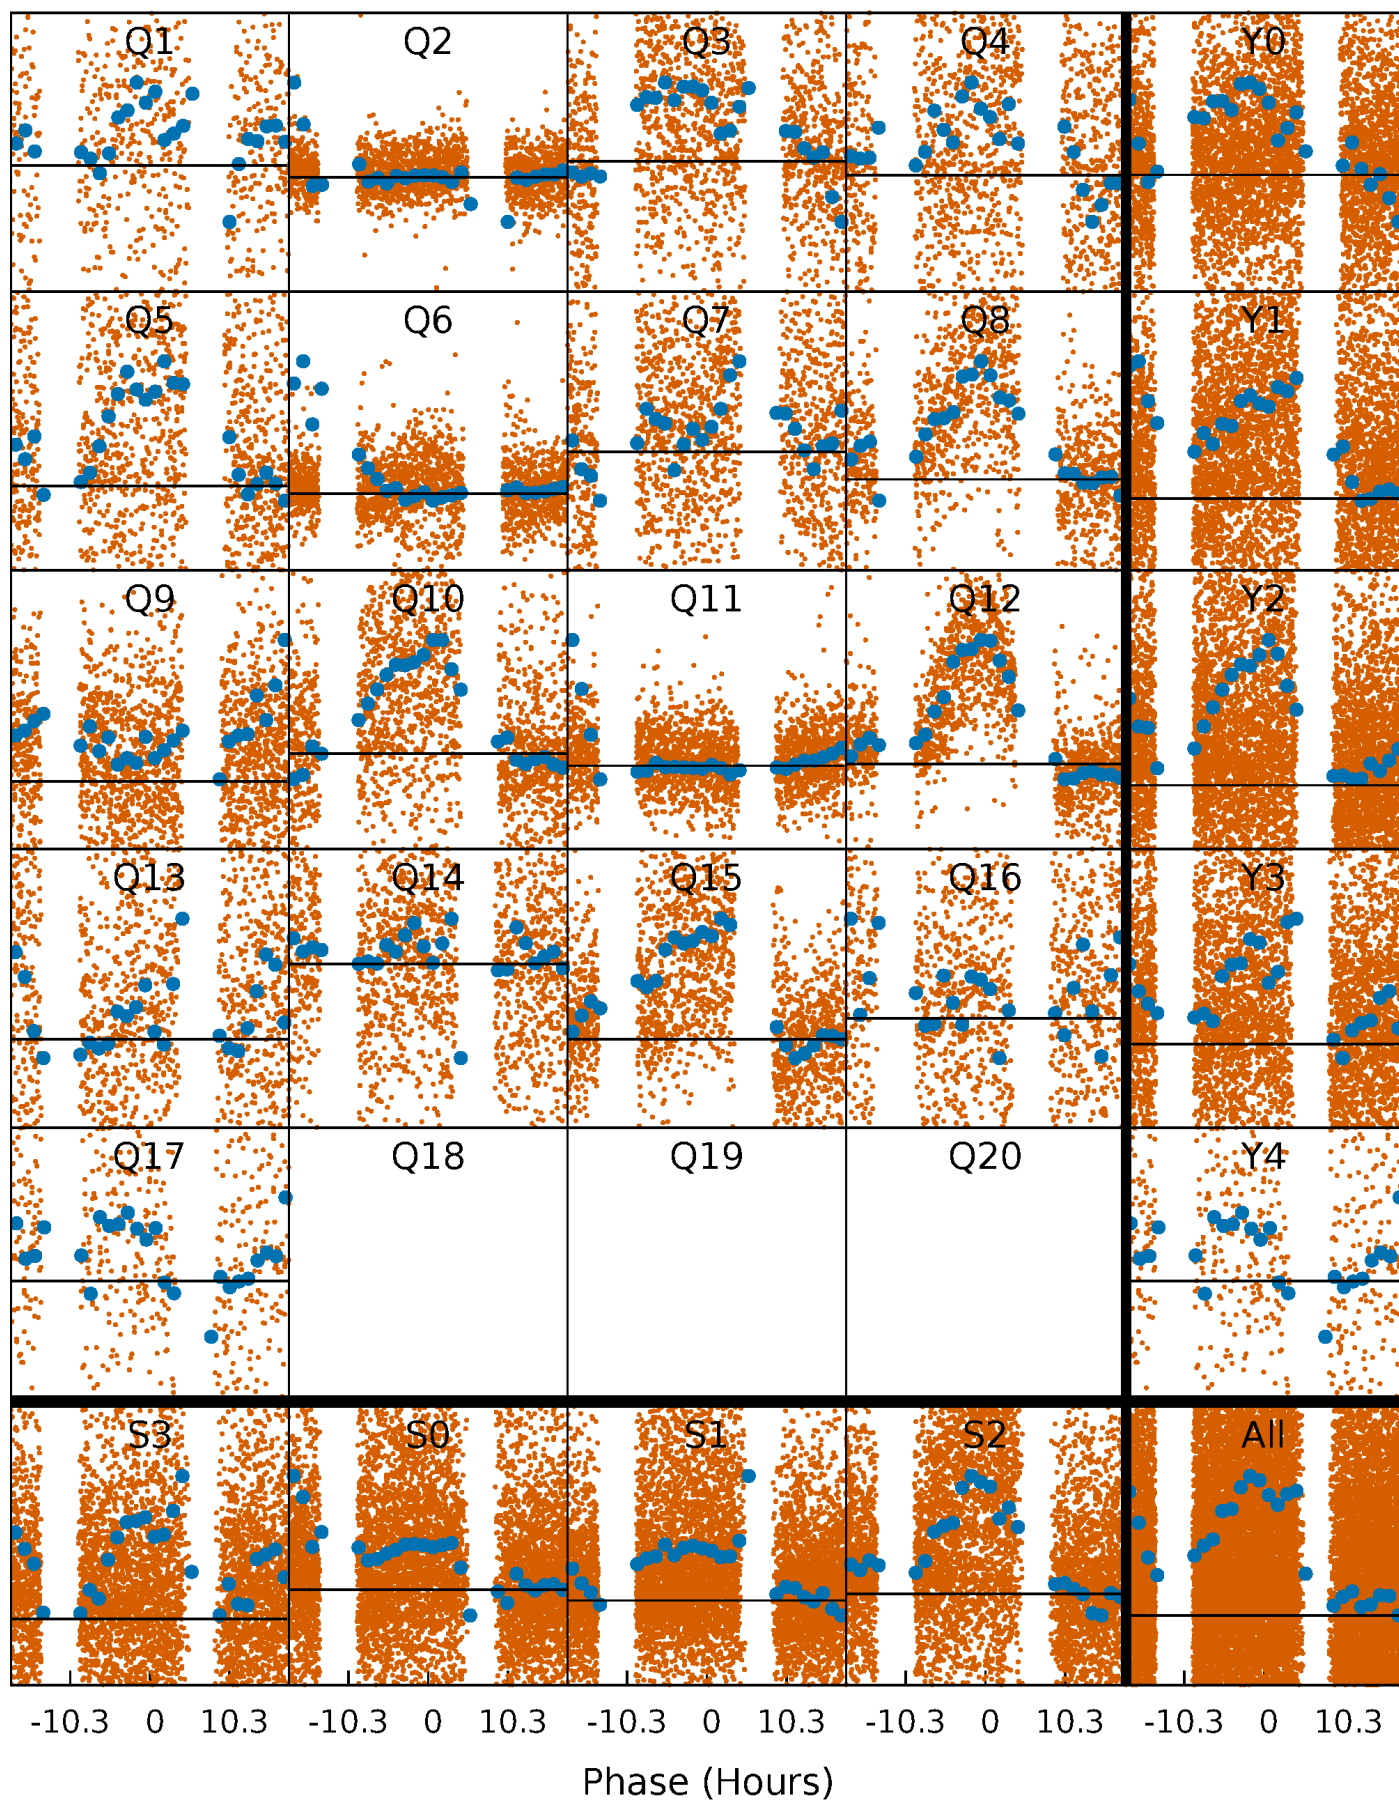 Q1 Q2 Q3 Q4 Y0
Q5 Q6 Q7 Q8 Y1
Q9 Q10 Q11 Q12 Y2
Q13 Q14 Q15 Q16 Y3
Q17 Q18 Q19 Q20 Y4
S3 S0 S1 S2 All
-10.3 0 10.3 -10.3 0 10.3 -10.3 0 10.3 -10.3 0 10.3 -10.3 0 10.3
Phase (Hours)